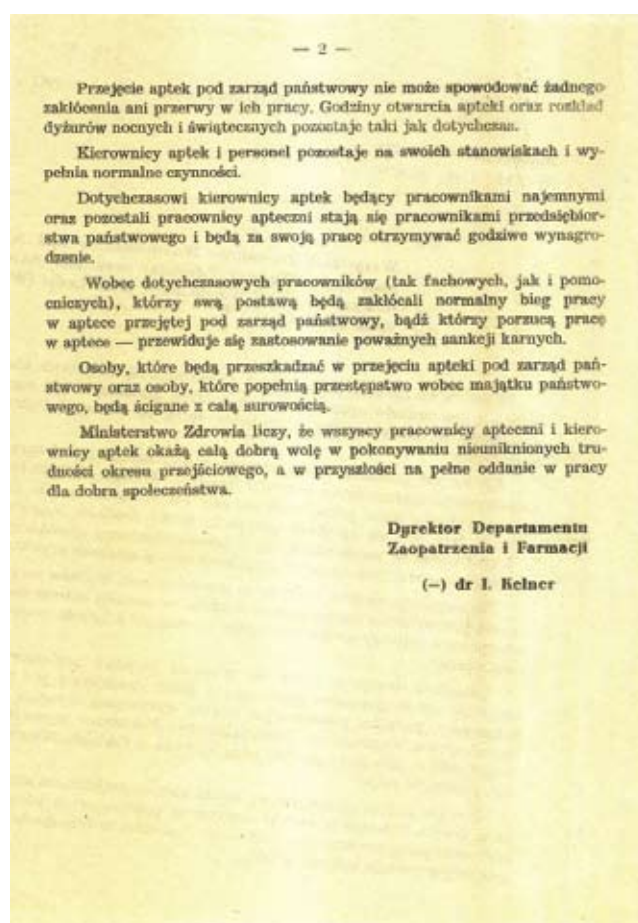 — 2 —
Przejęcie aptek pod zarząd państwowy nie może spowodować żadnego
zakłócenia ani przerwy w ich pracy. Godziny otwarcia apteki oraz rozkład
dyżurów nocnych i świątecznych pozostaje taki jak dotychczas.
Kierownicy aptek i personel pozostaje na swoich stanowiskach i wy-
pełnia normalne czynności.
Dotychczasowi kierownicy aptek będący pracownikami najemnymi
oraz pozostali pracownicy apteczni stają się pracownikami przedsiębior-
stwa państwowego i będą za swoją pracę otrzymywać godziwe wynagro-
dzenie.
Wobec dotychczasowych pracowników (tak fachowych, jak i pomo-
cniczych), którzy swą postawą będą zakłócali normalny bieg pracy
w aptece przejętej pod zarząd państwowy, bądź którzy porzucą pracę
w aptece — przewiduje się zastosowanie poważnych sankcji karnych.
Osoby, które będą przeszkadzać w przejęciu apteki pod zarząd pań-
stwowy oraz osoby, które popełnią przestępstwo wobec majątku państwo-
wego, będą ścigane z całą surowością.
Ministerstwo Zdrowia liczy, że wszyscy pracownicy apteczni i kiero-
wnicy aptek okażą całą dobrą wolę w pokonywaniu nieuniknionych tru-
dności okresu przejściowego, a w przyszłości na pełne oddanie w pracy
dla dobra społeczeństwa.
Dyrektor Departamentu
Zaopatrzenia i Farmacji
(—) dr I. Kelner